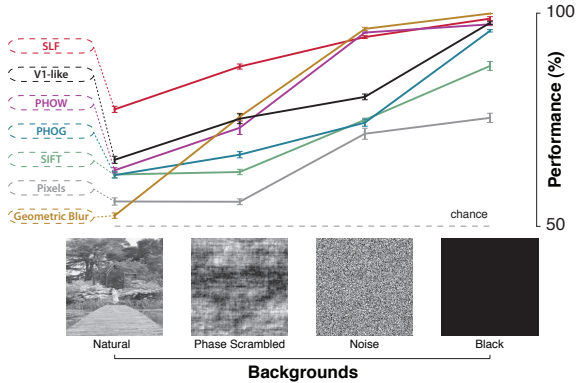 100
SLF
V1-like
PHOW
PHOG
SIFT
Pixels
Geometric Blur
chance
50
Performance (%)
Natural
Phase Scrambled
Noise
Black
Backgrounds